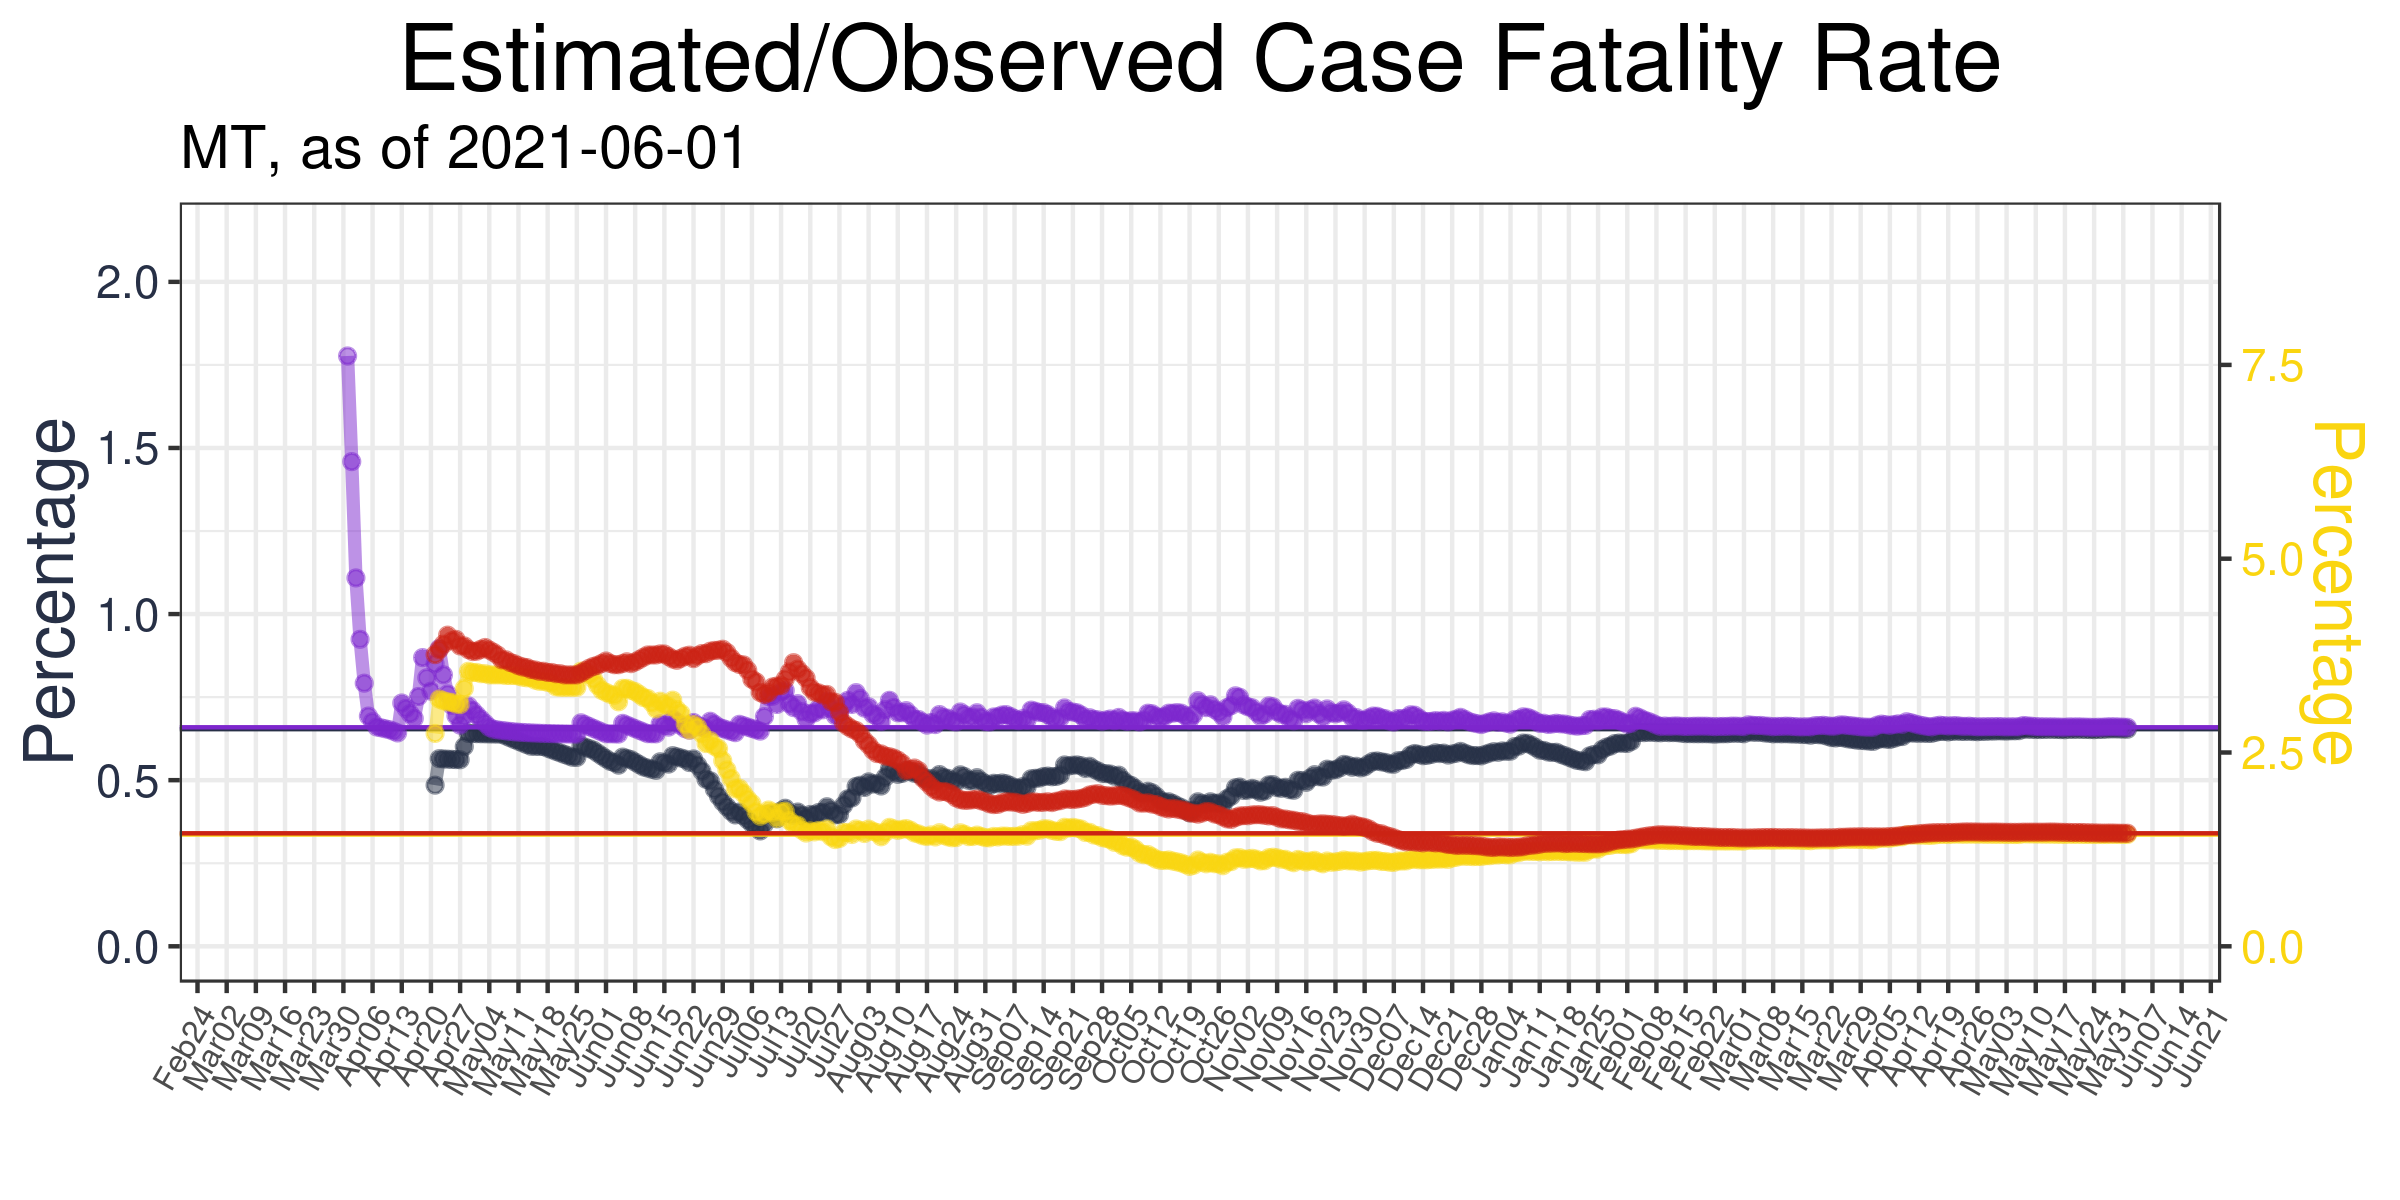 Estimated/Observed Case Fatality Rate
MT, as of 2021-06-01
Percentage
2.0
1.5
1.0
0.5
0.0
7.5
5.0
2.5
0.0
Percentage
Feb24
Mar02
Mar09
Mar16
Mar23
Mar30
Apr06
Apr13
Apr20
Apr27
May04
May11
May18
May25
Jun01
Jun08
Jun15
Jun22
Jun29
Jul06
Jul13
Jul20
Jul27
Aug03
Aug10
Aug17
Aug24
Aug31
Sep07
Sep14
Sep21
Sep28
Oct05
Oct12
Oct19
Oct26
Nov02
Nov09
Nov16
Nov23
Nov30
Dec07
Dec14
Dec21
Dec28
Jan04
Jan11
Jan18
Jan25
Feb01
Feb08
Feb15
Feb22
Mar01
Mar08
Mar15
Mar22
Mar29
Apr05
Apr12
Apr19
Apr26
May03
May10
May17
May24
May31
Jun07
Jun14
Jun21